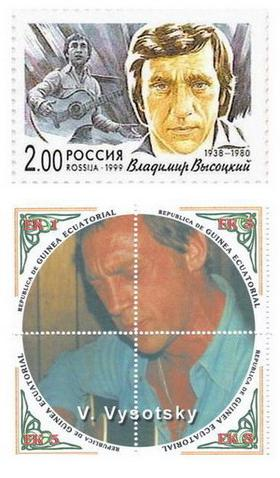 1938-1980
2.00 РОССИЯ
ROSSIJA · 1999 Владимир Высоцкий
REPUBLICA DE GUINEA ECUATORIAL
REPUBLICA DE GUINEA ECUATORIAL
V. Vysotsky
REPUBLICA DE GUINEA ECUATORIAL
REPUBLICA DE GUINEA ECUATORIAL